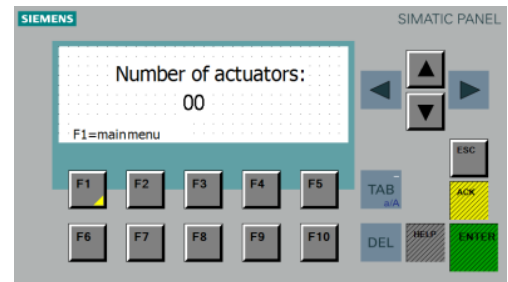 SIEMENS
SIMATIC PANEL
Number of actuators:
00
F1=mainmenu
ESC
F1 F2 F3 F4 F5
TAB
a/A
ACK
F6 F7 F8 F9 F10
DEL
HELP
ENTER